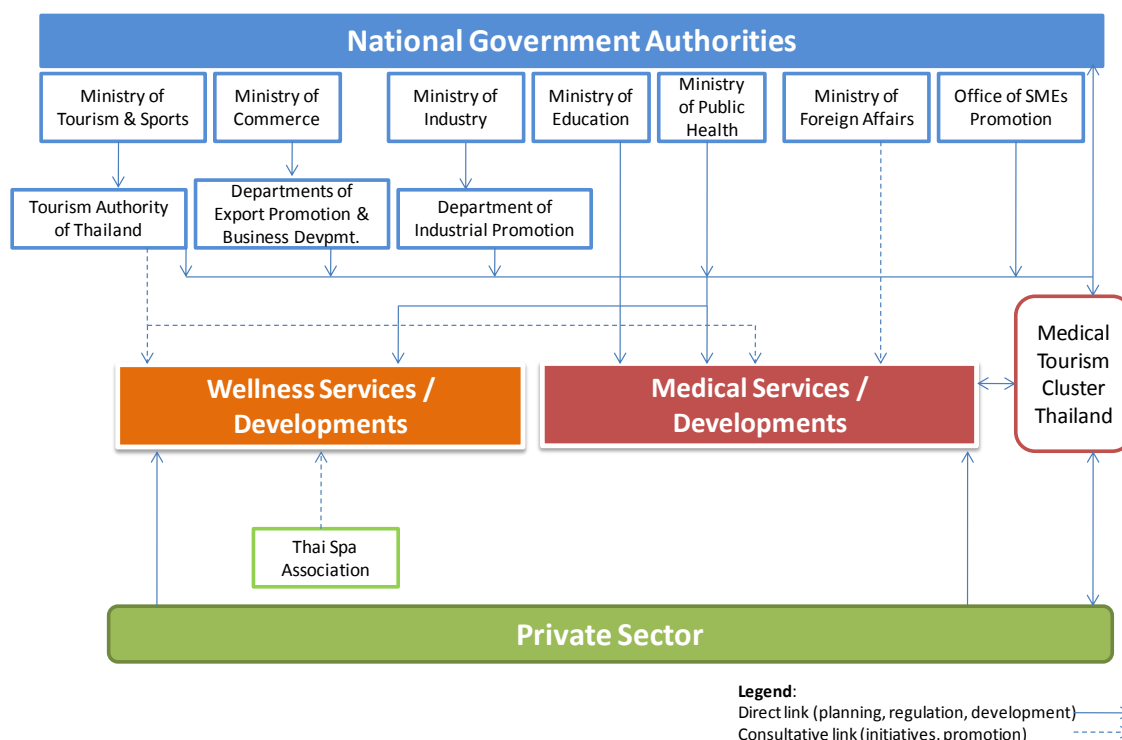 National Government Authorities
Ministry of
Tourism & Sports
Ministry of
Commerce
Ministry of
Industry
Ministry of
Education
Ministry
of Public
Health
Ministry of
Foreign Affairs
Office of SMEs
Promotion
Tourism Authority
of Thailand
Departments of
Export Promotion &
Business Devpmt.
Department of
Industrial Promotion
Wellness Services /
Developments
Medical Services /
Developments
Medical
Tourism
Cluster
Thailand
Thai Spa
Association
Private Sector
Legend:
Direct link (planning, regulation, development)
Consultative link (initiatives, promotion)